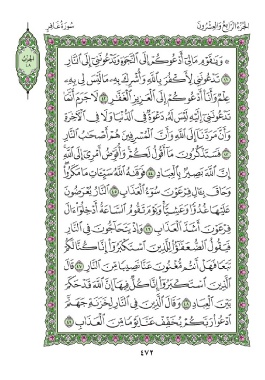 الجزء الرابع والعشرون
سورة غافر
۞ وَيَٰقَوْمِ مَا لِىٓ أَدْعُوكُمْ إِلَى ٱلنَّجَوٰةِ وَتَدْعُونَنِىٓ إِلَى ٱلنَّارِ
٤١ تَدْعُونَنِى لِأَكْفُرَ بِٱللَّهِ وَأُشْرِكَ بِهِۦ مَا لَيْسَ لِى بِهِۦ
عِلْمٌ وَأَنَا۠ أَدْعُوكُمْ إِلَى ٱلْعَزِيزِ ٱلْغَفَّٰرِ ٤٢ لَا جَرَمَ أَنَّمَا
تَدْعُونَنِىٓ إِلَيْهِ لَيْسَ لَهُۥ دَعْوَةٌ فِى ٱلدُّنْيَا وَلَا فِى ٱلْءَاخِرَةِ
وَأَنَّ مَرَدَّنَآ إِلَى ٱللَّهِ وَأَنَّ ٱلْمُسْرِفِينَ هُمْ أَصْحَٰبُ ٱلنَّارِ
٤٣ فَسَتَذْكُرُونَ مَآ أَقُولُ لَكُمْ وَأُفَوِّضُ أَمْرِىٓ إِلَى ٱللَّهِ
إِنَّ ٱللَّهَ بَصِيرٌۢ بِٱلْعِبَادِ ٤٤ فَوَقَىٰهُ ٱللَّهُ سَيِّـَٔاتِ مَا مَكَرُوا۟
وَحَاقَ بِـَٔالِ فِرْعَوْنَ سُوٓءُ ٱلْعَذَابِ ٤٥ ٱلنَّارُ يُعْرَضُونَ
عَلَيْهَا غُدُوًّا وَعَشِيًّا وَيَوْمَ تَقُومُ ٱلسَّاعَةُ أَدْخِلُوٓا۟ ءَالَ
فِرْعَوْنَ أَشَدَّ ٱلْعَذَابِ ٤٦ وَإِذْ يَتَحَآجُّونَ فِى ٱلنَّارِ
فَيَقُولُ ٱلضُّعَفَٰٓؤُا۟ لِلَّذِينَ ٱسْتَكْبَرُوٓا۟ إِنَّا كُنَّا لَكُمْ
تَبَعًا فَهَلْ أَنتُم مُّغْنُونَ عَنَّا نَصِيبًا مِّنَ ٱلنَّارِ ٤٧ قَالَ
ٱلَّذِينَ ٱسْتَكْبَرُوٓا۟ إِنَّا كُلٌّ فِيهَآ إِنَّ ٱللَّهَ قَدْ حَكَمَ
بَيْنَ ٱلْعِبَادِ ٤٨ وَقَالَ ٱلَّذِينَ فِى ٱلنَّارِ لِخَزَنَةِ جَهَنَّمَ
ٱدْعُوا۟ رَبَّكُمْ يُخَفِّفْ عَنَّا يَوْمًا مِّنَ ٱلْعَذَابِ ٤٩
٤٧٢